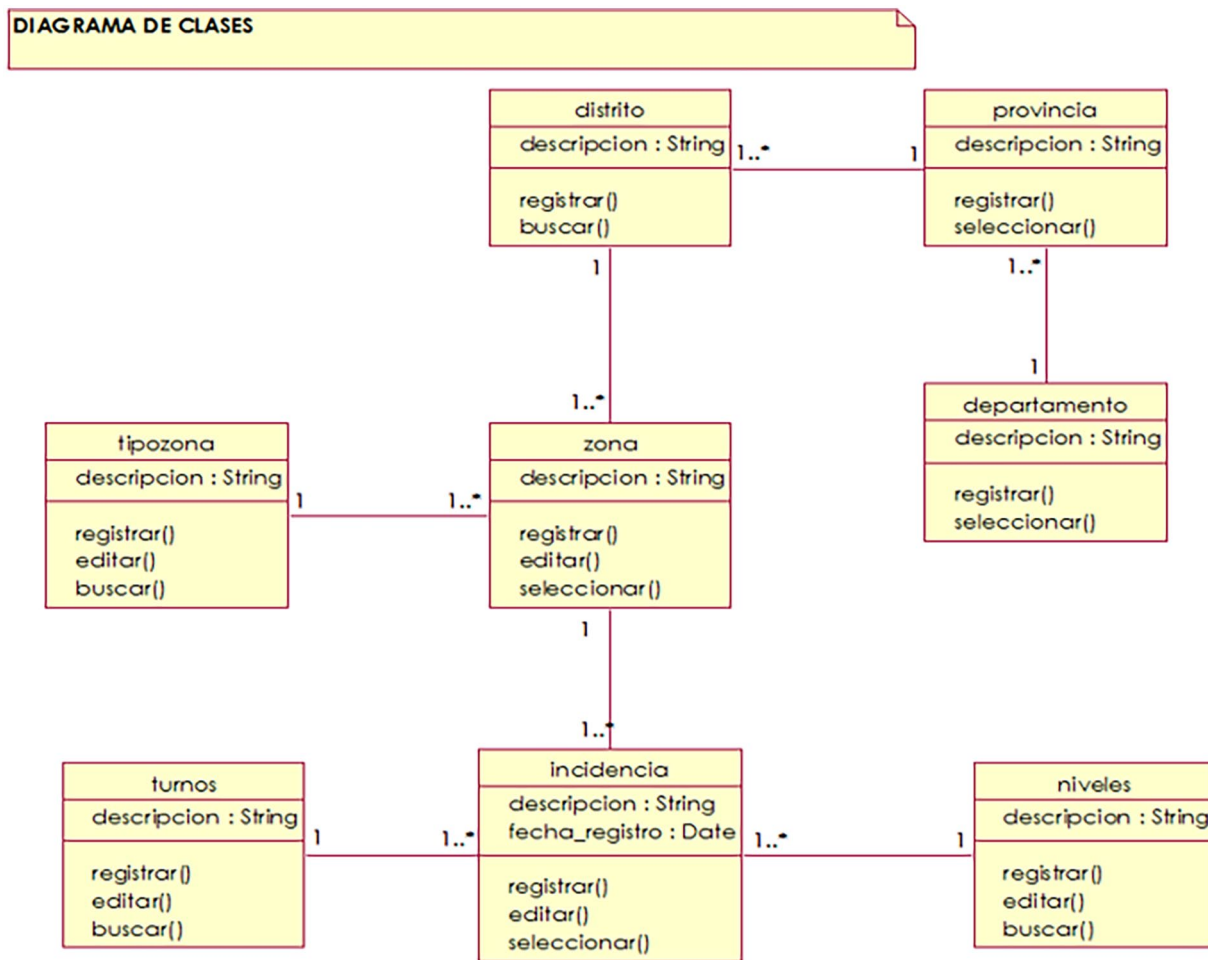 DIAGRAMA DE CLASES
distrito
descripcion : String
registrar()
buscar()
1..*
1
provincia
descripcion : String
registrar()
seleccionar()
1
1..*
1..*
1
departamento
descripcion : String
registrar()
seleccionar()
tipozona
descripcion : String
registrar()
editar()
buscar()
1
1..*
zona
descripcion : String
registrar()
editar()
seleccionar()
1
1..*
turnos
descripcion : String
registrar()
editar()
buscar()
1
1..*
incidencia
descripcion : String
fecha_registro : Date
registrar()
editar()
seleccionar()
1..*
1
niveles
descripcion : String
registrar()
editar()
buscar()